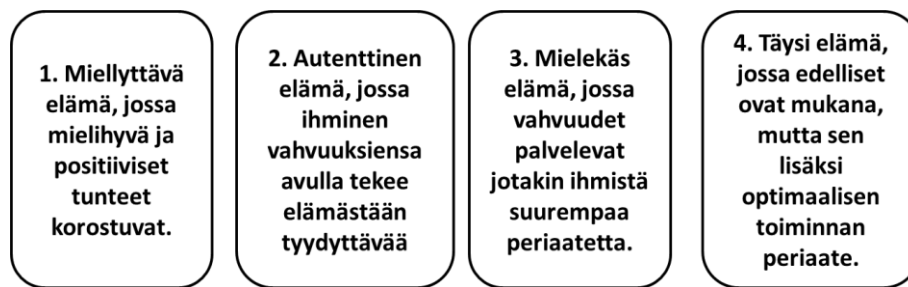 1. Miellyttävä
elämä, jossa
mielihyvä ja
positiiviset
tunteet
korostuvat.
2. Autenttinen
elämä, jossa
ihminen
vahvuuksiensa
avulla tekee
elämästään
tyydyttävää
3. Mielekäs
elämä, jossa
vahvuudet
palvelevat
jotakin ihmistä
suurempaa
periaatetta.
4. Täysi elämä,
jossa edelliset
ovat mukana,
mutta sen
lisäksi
optimaalisen
toiminnan
periaate.